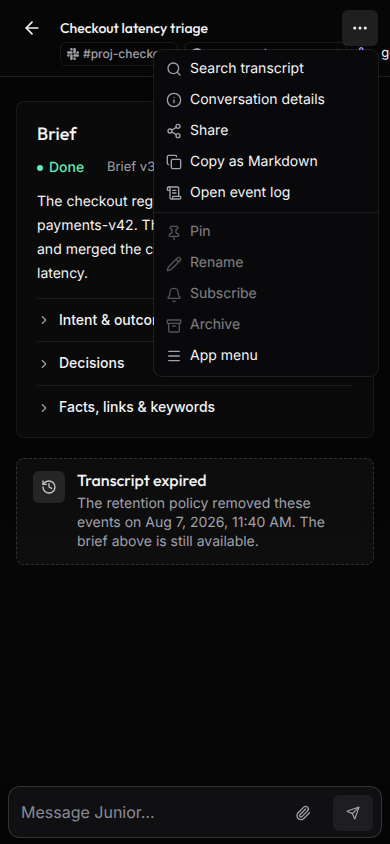 Checkout latency triage
#proj-checko
Search transcript
Conversation details
Share
Copy as Markdown
Open event log
Pin
Rename
Subscribe
Archive
App menu
Brief
Done
Brief v3
The checkout reg
payments-v42. Th
and merged the c
latency.
Intent & outcor
Decisions
Facts, links & keywords
Transcript expired
The retention policy removed these
events on Aug 7, 2026, 11:40 AM. The
brief above is still available.
Message Junior...